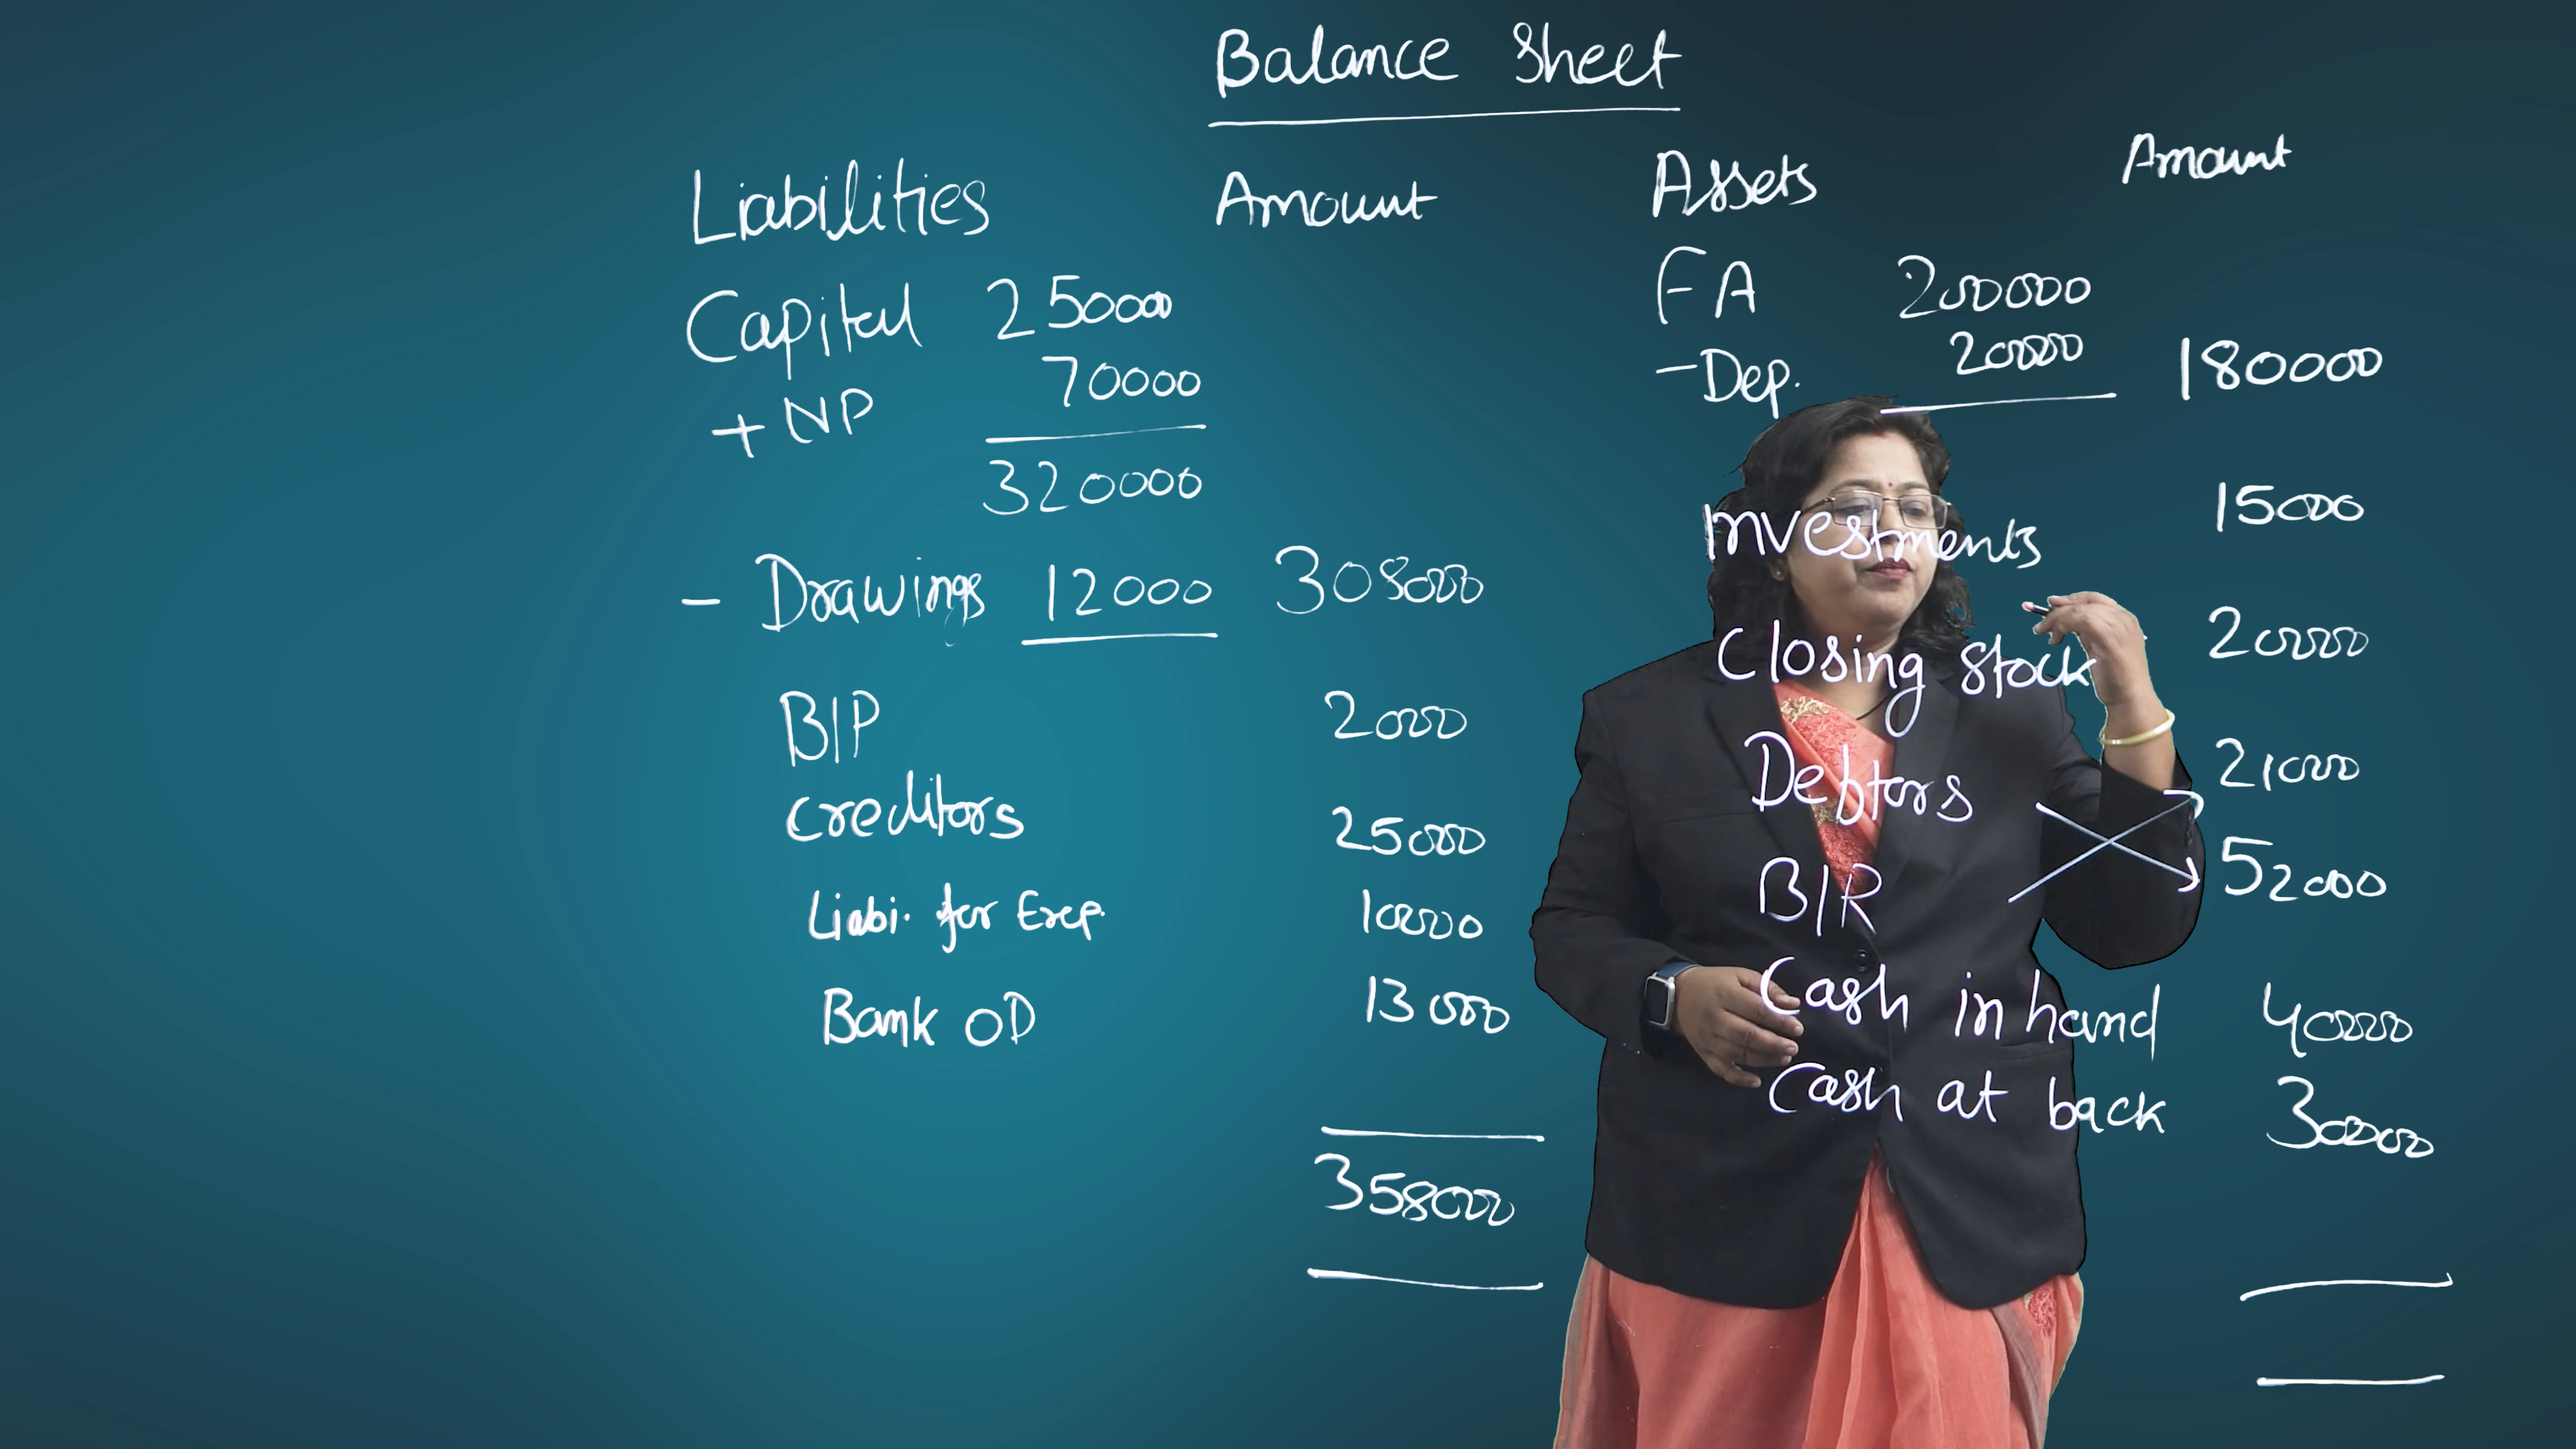 Balance Sheet
Liabilities Amount Assets Amount
Capital 250000
+ NP 70000
320000
- Drawings 12000 308000
B/P 2000
creditors 25000
Liabi. for Exp. 10000
Bank OD 13000
358000
FA 200000
- Dep. 20000 180000
Investments 15000
Closing Stock 20000
Debtors 21000
B/R 52000
Cash in hand 40000
Cash at back 30000